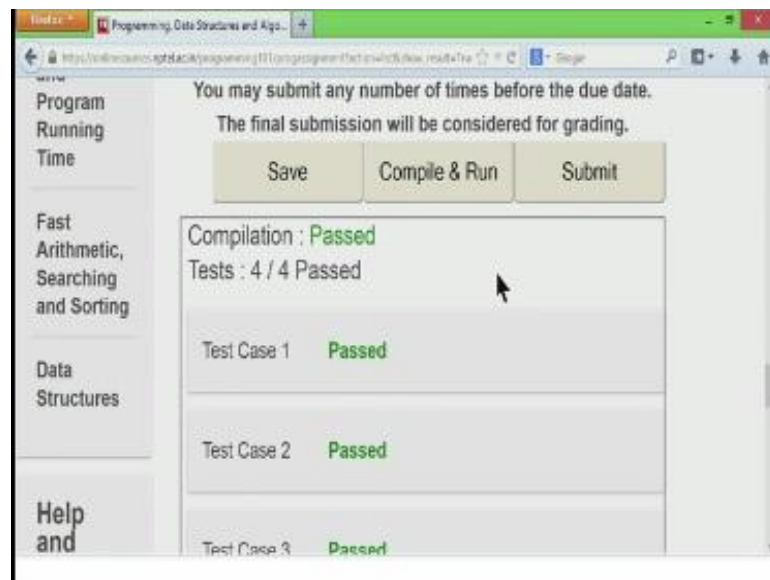 Firefox
Programming, Data Structures and Algo...
Google
and
Program
Running
Time
Fast
Arithmetic,
Searching
and Sorting
Data
Structures
Help
and
You may submit any number of times before the due date.
The final submission will be considered for grading.
Save Compile & Run Submit
Compilation : Passed
Tests : 4 / 4 Passed
Test Case 1 Passed
Test Case 2 Passed
Test Case 3 Passed